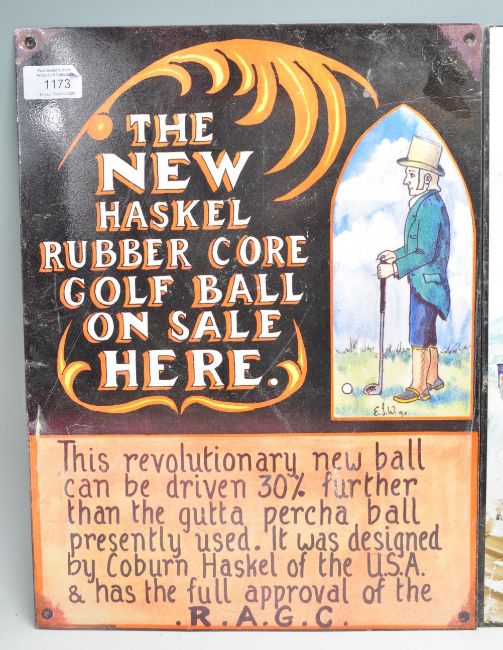 1173
THE
NEW
HASKEL
RUBBER CORE
GOLF BALL
ON SALE
HERE.
E.J.W. 90.
This revolutionary new ball
can be driven 30% further
than the gutta percha ball
presently used. It was designed
by Coburn Haskel of the U.S.A.
& has the full approval of the
.R.A.G.C.